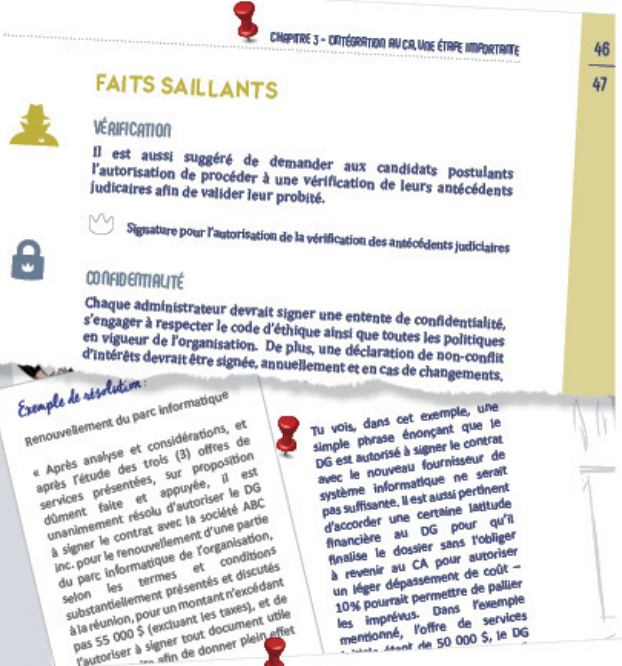 CHAPITRE 3 - L'INTÉGRATION AU CA, UNE ÉTAPE IMPORTANTE
46
47
FAITS SAILLANTS
VÉRIFICATION
Il est aussi suggéré de demander aux candidats postulants
l'autorisation de procéder à une vérification de leurs antécédents
judicaires afin de valider leur probité.
Signature pour l'autorisation de la vérification des antécédents judiciaires
CONFIDENTIALITÉ
Chaque administrateur devrait signer une entente de confidentialité,
s'engager à respecter le code d'éthique ainsi que toutes les politiques
en vigueur de l'organisation. De plus, une déclaration de non-conflit
d'intérêts devrait être signée, annuellement et en cas de changements.
Exemple de résolution :
Renouvellement du parc informatique
« Après analyse et considérations, et
après l'étude des trois (3) offres de
services présentées, sur proposition
dûment faite et appuyée, il est
unanimement résolu d'autoriser le DG
à signer le contrat avec la société ABC
inc. pour le renouvellement d'une partie
du parc informatique de l'organisation,
selon les termes et conditions
substantiellement présentés et discutés
à la réunion, pour un montant n'excédant
pas 55 000 $ (excluant les taxes), et de
l'autoriser à signer tout document utile
afin de donner plein effet
Tu vois, dans cet exemple, une
simple phrase énonçant que le
DG est autorisé à signer le contrat
avec le nouveau fournisseur de
système informatique ne serait
pas suffisante. Il est aussi pertinent
d'accorder une certaine latitude
financière au DG pour qu'il
finalise le dossier sans l'obliger
à revenir au CA pour autoriser
un léger dépassement de coût –
10% pourrait permettre de pallier
les imprévus. Dans l'exemple
mentionné, l'offre de services
étant de 50 000 $, le DG